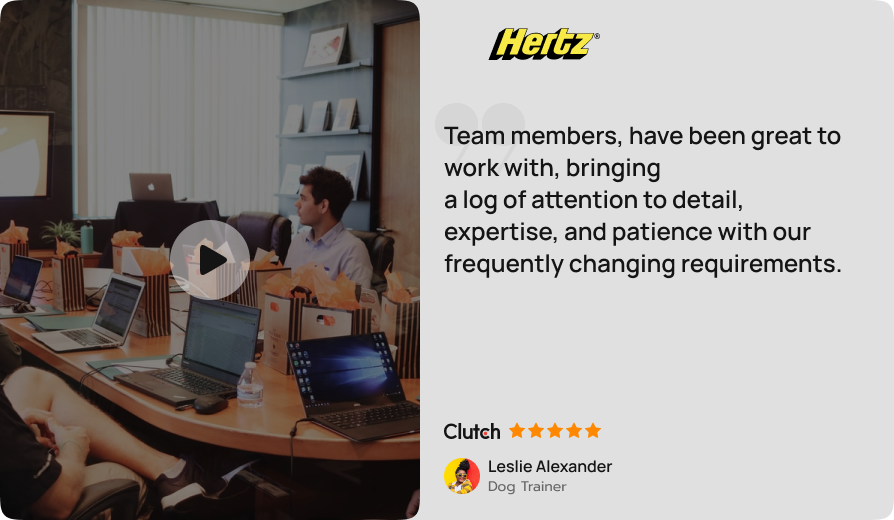 Hertz®
Team members, have been great to
work with, bringing
a log of attention to detail,
expertise, and patience with our
frequently changing requirements.
Clutch
Leslie Alexander
Dog Trainer